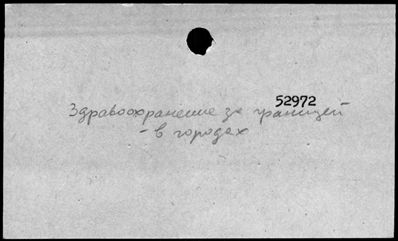 52972
Здравоохранение за границей
- в городах